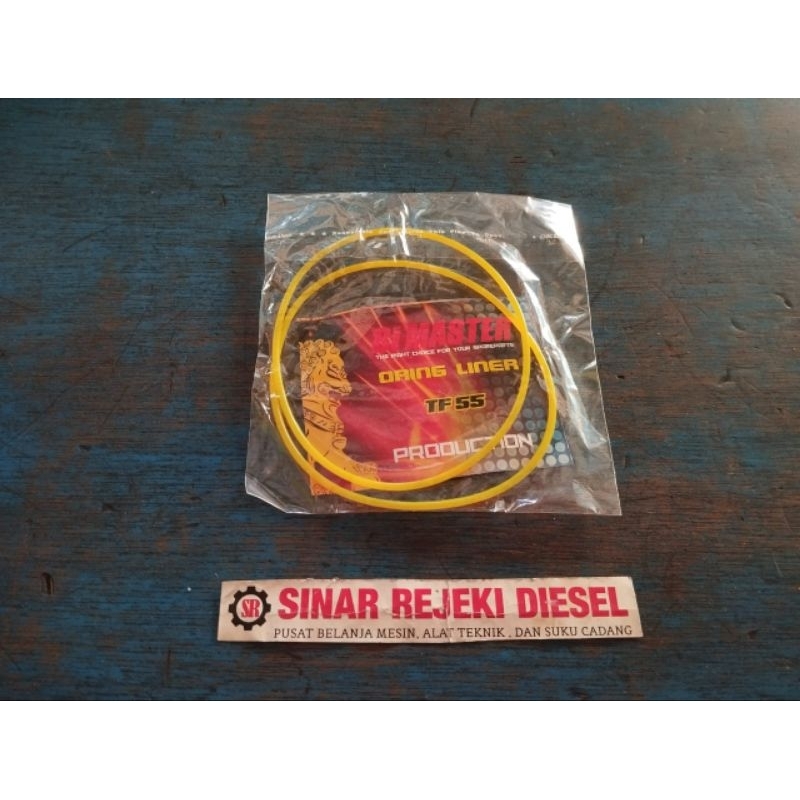 MASTER
THE RIGHT CHOICE FOR YOUR SPAREPARTS
ORING LINER
TF 55
PRODUCTION
SR
SINAR REJEKI DIESEL
PUSAT BELANJA MESIN, ALAT TEKNIK , DAN SUKU CADANG